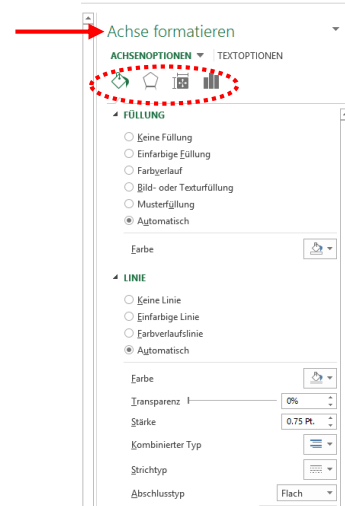 Achse formatieren
ACHSENOPTIONEN TEXTOPTIONEN
FÜLLUNG
Keine Füllung
Einfarbige Füllung
Farbverlauf
Bild- oder Texturfüllung
Musterfüllung
Automatisch
Farbe
LINIE
Keine Linie
Einfarbige Linie
Farbverlaufslinie
Automatisch
Farbe
Transparenz 0%
Stärke 0.75 Pt.
Kombinierter Typ
Strichtyp
Abschlusstyp Flach